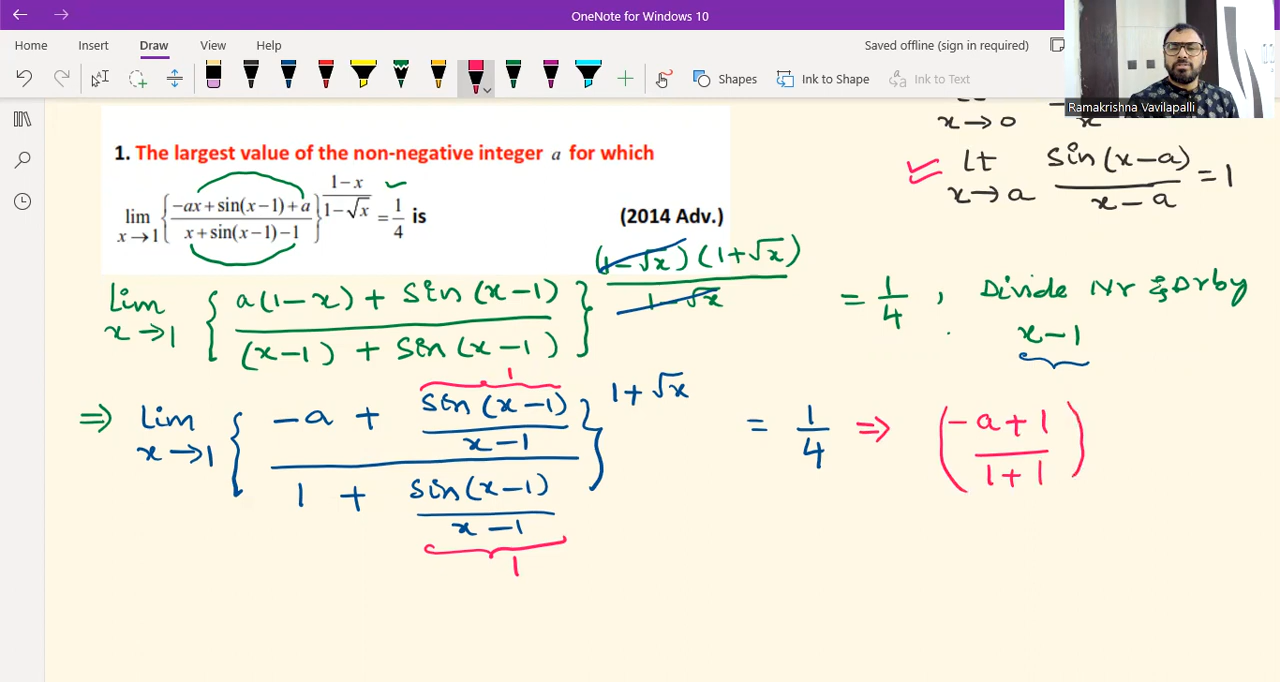 OneNote for Windows 10
Home Insert Draw View Help Saved offline (sign in required)
Shapes Ink to Shape Ink to Text
Ramakrishna Vavilapalli
x→0 x
Lt sin(x-a) = 1
x→a x-a
1. The largest value of the non-negative integer a for which
lim {(-ax+sin(x-1)+a)/(x+sin(x-1)-1)}^((1-x)/(1-√x)) = 1/4 is (2014 Adv.)
x→1
Lim {(a(1-x) + sin(x-1))/((x-1) + sin(x-1))}^((1-√x)(1+√x)/(1-√x)) = 1/4 , Divide Nr & Dr by
x→1 x-1
⇒ Lim {(-a + sin(x-1)/(x-1))/(1 + sin(x-1)/(x-1))}^(1+√x) = 1/4 ⇒ ((-a+1)/(1+1))
x→1
1
1